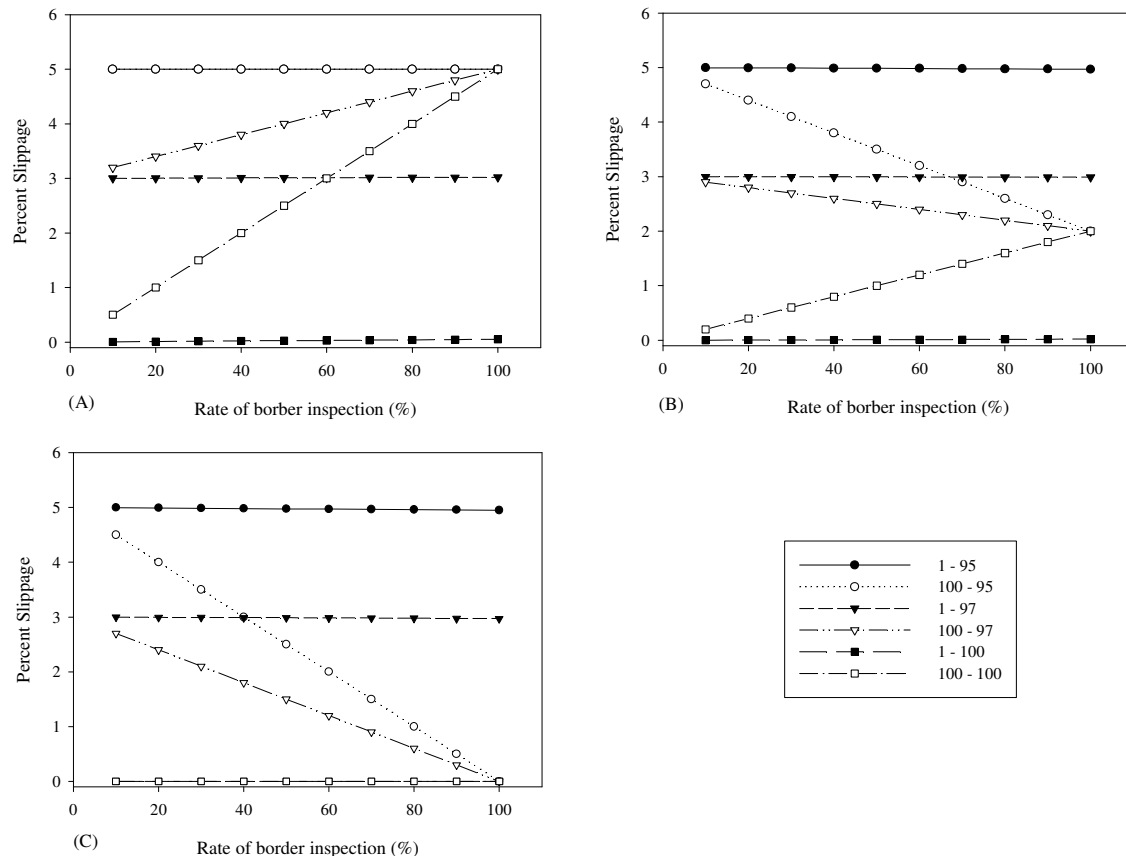 6
5
4
3
2
1
0
Percent Slippage
20 40 60 80 100
(A)
Rate of borber inspection (%)
6
5
4
3
2
1
0
Percent Slippage
20 40 60 80 100
(B)
Rate of borber inspection (%)
6
5
4
3
2
1
0
Percent Slippage
0 20 40 60 80 100
(C)
Rate of border inspection (%)
1 - 95
100 - 95
1 - 97
100 - 97
1 - 100
100 - 100